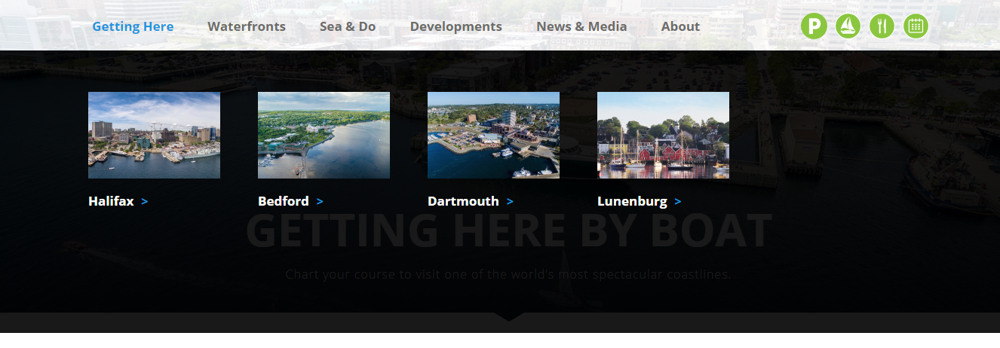 Getting Here Waterfronts Sea & Do Developments News & Media About P
Halifax > Bedford > Dartmouth > Lunenburg >
GETTING HERE BY BOAT
Chart your course to visit one of the world's most spectacular coastlines.